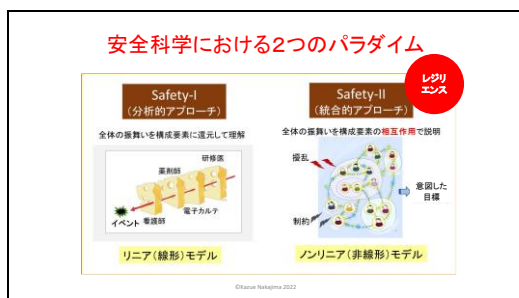 安全科学における2つのパラダイム
レジリ
エンス
Safety-I
(分析的アプローチ)
全体の振舞いを構成要素に還元して理解
研修医
薬剤師
電子カルテ
イベント
看護師
リニア(線形)モデル
Safety-II
(統合的アプローチ)
全体の振舞いを構成要素の相互作用で説明
擾乱
意図した
目標
制約
ノンリニア(非線形)モデル
©Kazue Nakajima 2022